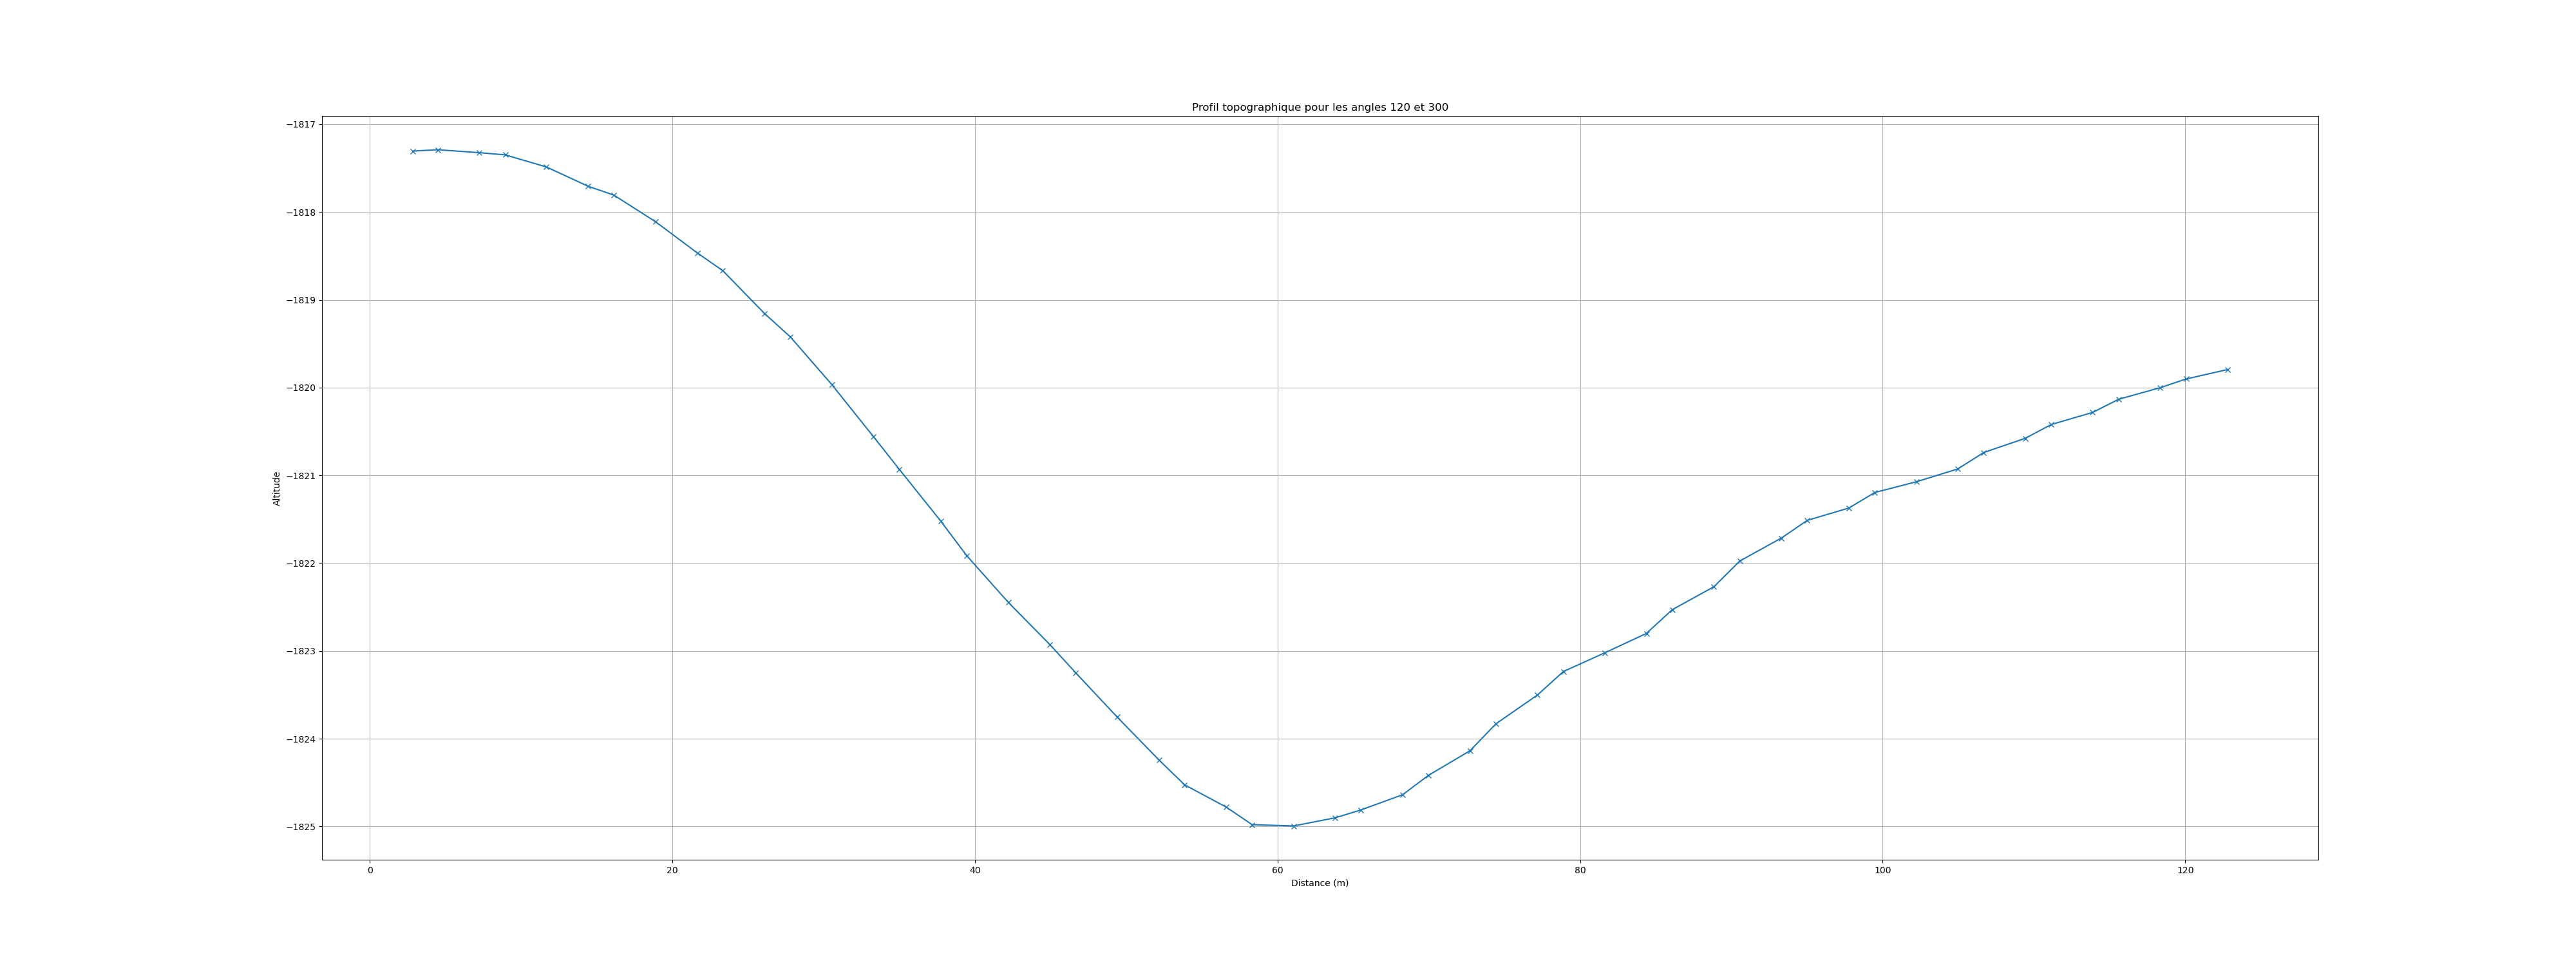 Profil topographique pour les angles 120 et 300
−1817
−1818
−1819
−1820
−1821
−1822
−1823
−1824
−1825
Altitude
0 20 40 60 80 100 120
Distance (m)